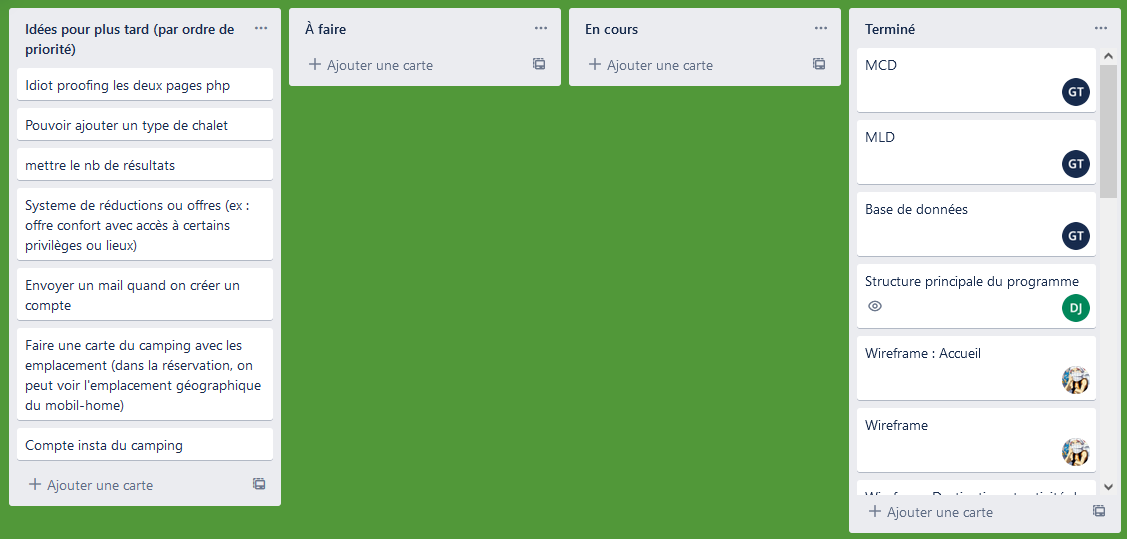 Idées pour plus tard (par ordre de
priorité)
Idiot proofing les deux pages php
Pouvoir ajouter un type de chalet
mettre le nb de résultats
Systeme de réductions ou offres (ex :
offre confort avec accès à certains
privilèges ou lieux)
Envoyer un mail quand on créer un
compte
Faire une carte du camping avec les
emplacement (dans la réservation, on
peut voir l'emplacement géographique
du mobil-home)
Compte insta du camping
Ajouter une carte
À faire
Ajouter une carte
En cours
Ajouter une carte
Terminé
MCD
GT
MLD
GT
Base de données
GT
Structure principale du programme
DJ
Wireframe : Accueil
Wireframe
Ajouter une carte